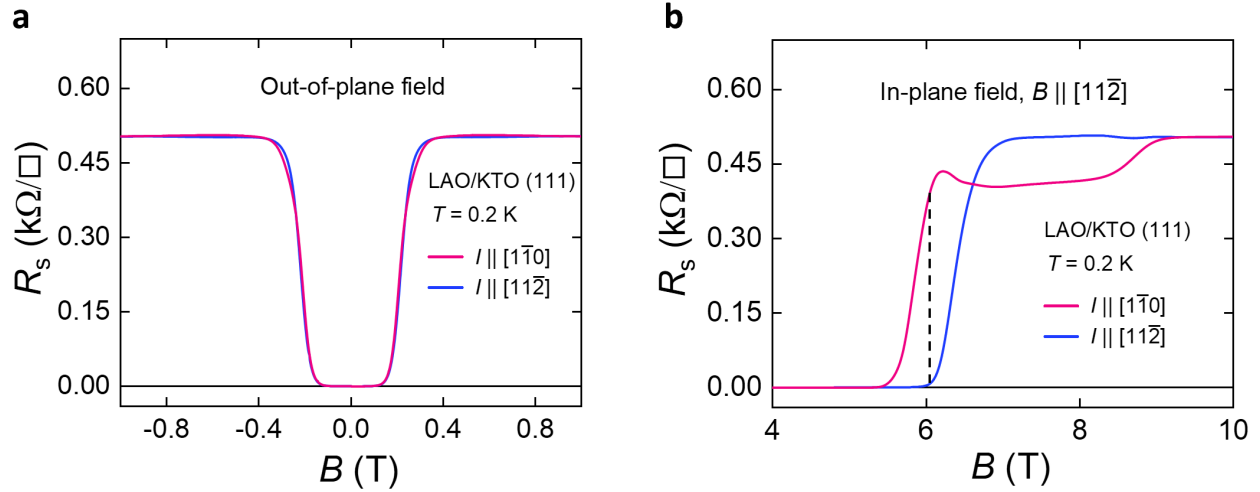 a
Out-of-plane field
LAO/KTO (111)
T = 0.2 K
I || [11̄0]
I || [112̄]
0.60
0.45
0.30
0.15
0.00
Rs (kΩ/□)
-0.8 -0.4 0.0 0.4 0.8
B (T)
b
In-plane field, B || [112̄]
LAO/KTO (111)
T = 0.2 K
I || [11̄0]
I || [112̄]
0.60
0.45
0.30
0.15
0.00
Rs (kΩ/□)
4 6 8 10
B (T)